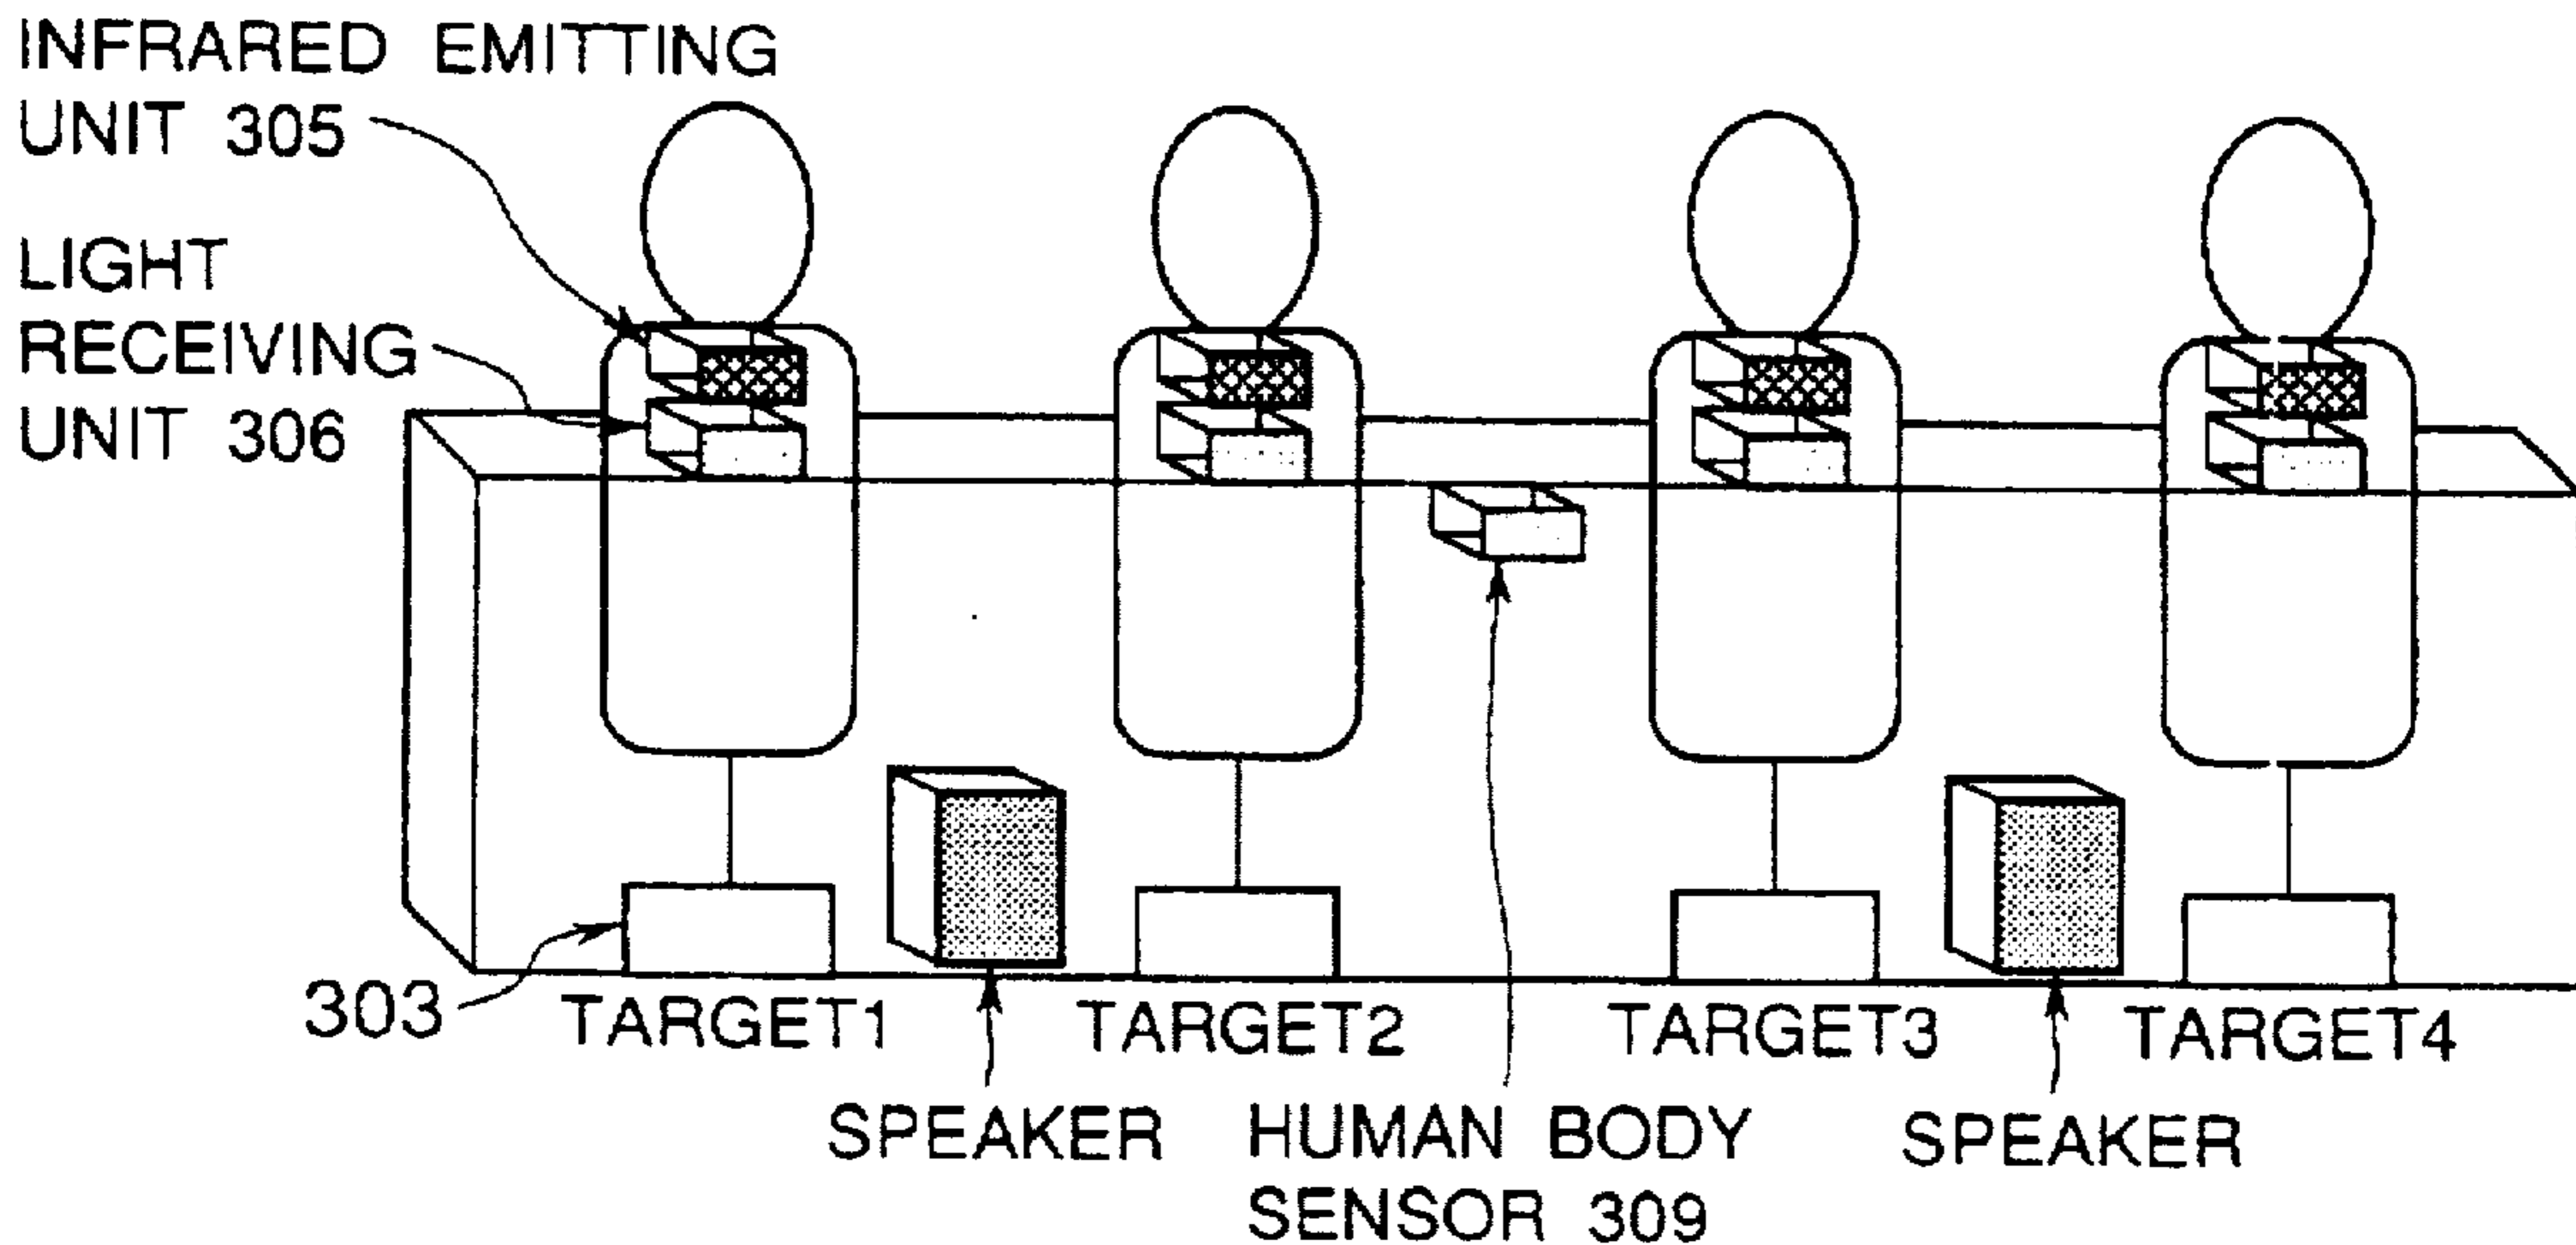 INFRARED EMITTING
UNIT 305
LIGHT
RECEIVING
UNIT 306
303
TARGET1
TARGET2
TARGET3
TARGET4
SPEAKER
HUMAN BODY
SENSOR 309
SPEAKER